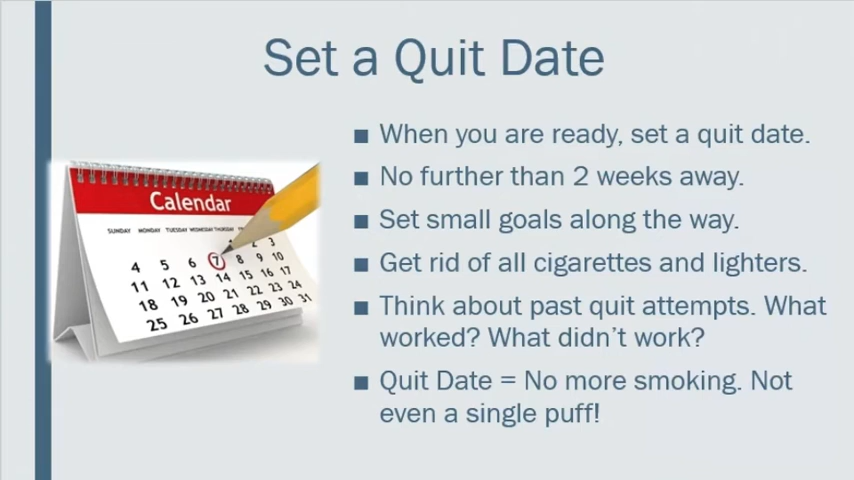 Set a Quit Date
■ When you are ready, set a quit date.
■ No further than 2 weeks away.
■ Set small goals along the way.
■ Get rid of all cigarettes and lighters.
■ Think about past quit attempts. What
worked? What didn't work?
■ Quit Date = No more smoking. Not
even a single puff!
Calendar
SUNDAY MONDAY TUESDAY WEDNESDAY THURSDAY
2 3
4 5 6 7 8 9 10
11 12 13 14 15 16 17
18 19 20 21 22 23 24
25 26 27 28 29 30 31